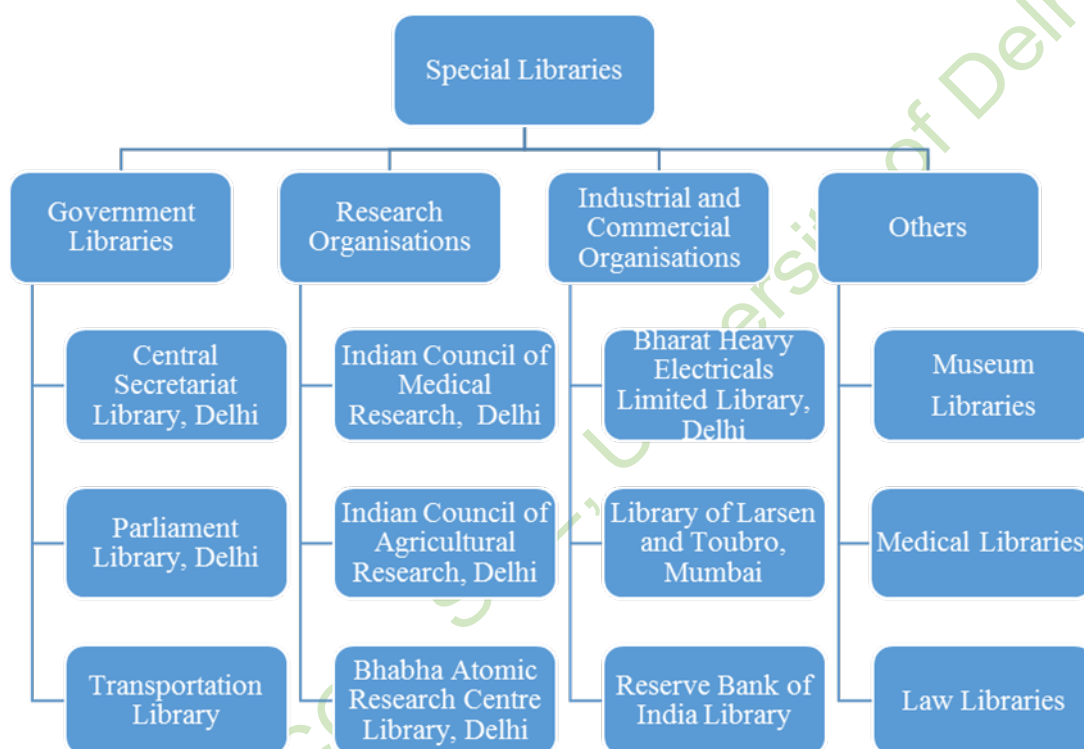 Special Libraries
Government
Libraries
Research
Organisations
Industrial and
Commercial
Organisations
Others
Central
Secretariat
Library, Delhi
Indian Council of
Medical
Research, Delhi
Bharat Heavy
Electricals
Limited Library,
Delhi
Museum
Libraries
Parliament
Library, Delhi
Indian Council of
Agricultural
Research, Delhi
Library of Larsen
and Toubro,
Mumbai
Medical Libraries
Transportation
Library
Bhabha Atomic
Research Centre
Library, Delhi
Reserve Bank of
India Library
Law Libraries